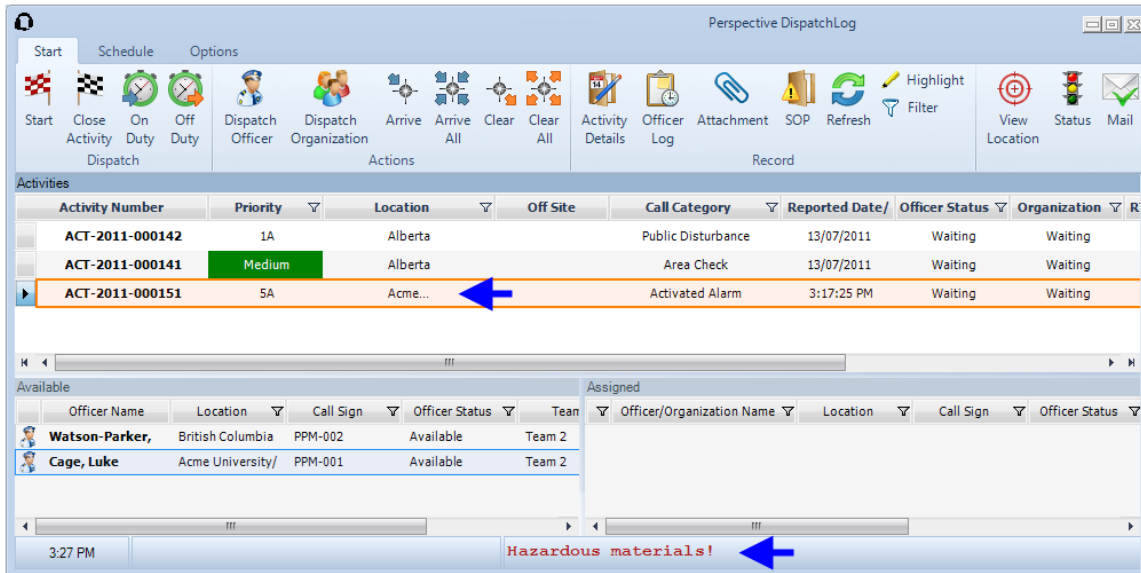 Perspective DispatchLog
Start Schedule Options
Start Close Activity On Duty Off Duty Dispatch Officer Dispatch Organization Arrive Arrive All Clear Clear All Activity Details Officer Log Attachment SOP Refresh Highlight Filter View Location Status Mail
Dispatch Actions Record
Activities
Activity Number Priority Location Off Site Call Category Reported Date/ Officer Status Organization R
ACT-2011-000142 1A Alberta Public Disturbance 13/07/2011 Waiting Waiting
ACT-2011-000141 Medium Alberta Area Check 13/07/2011 Waiting Waiting
ACT-2011-000151 5A Acme... Activated Alarm 3:17:25 PM Waiting Waiting
Available Assigned
Officer Name Location Call Sign Officer Status Team Officer/Organization Name Location Call Sign Officer Status
Watson-Parker, British Columbia PPM-002 Available Team 2
Cage, Luke Acme University/ PPM-001 Available Team 2
3:27 PM Hazardous materials!